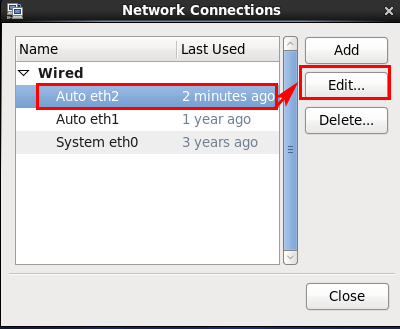 Network Connections
Name Last Used
Wired
Auto eth2 2 minutes ago
Auto eth1 1 year ago
System eth0 3 years ago
Add
Edit...
Delete...
Close